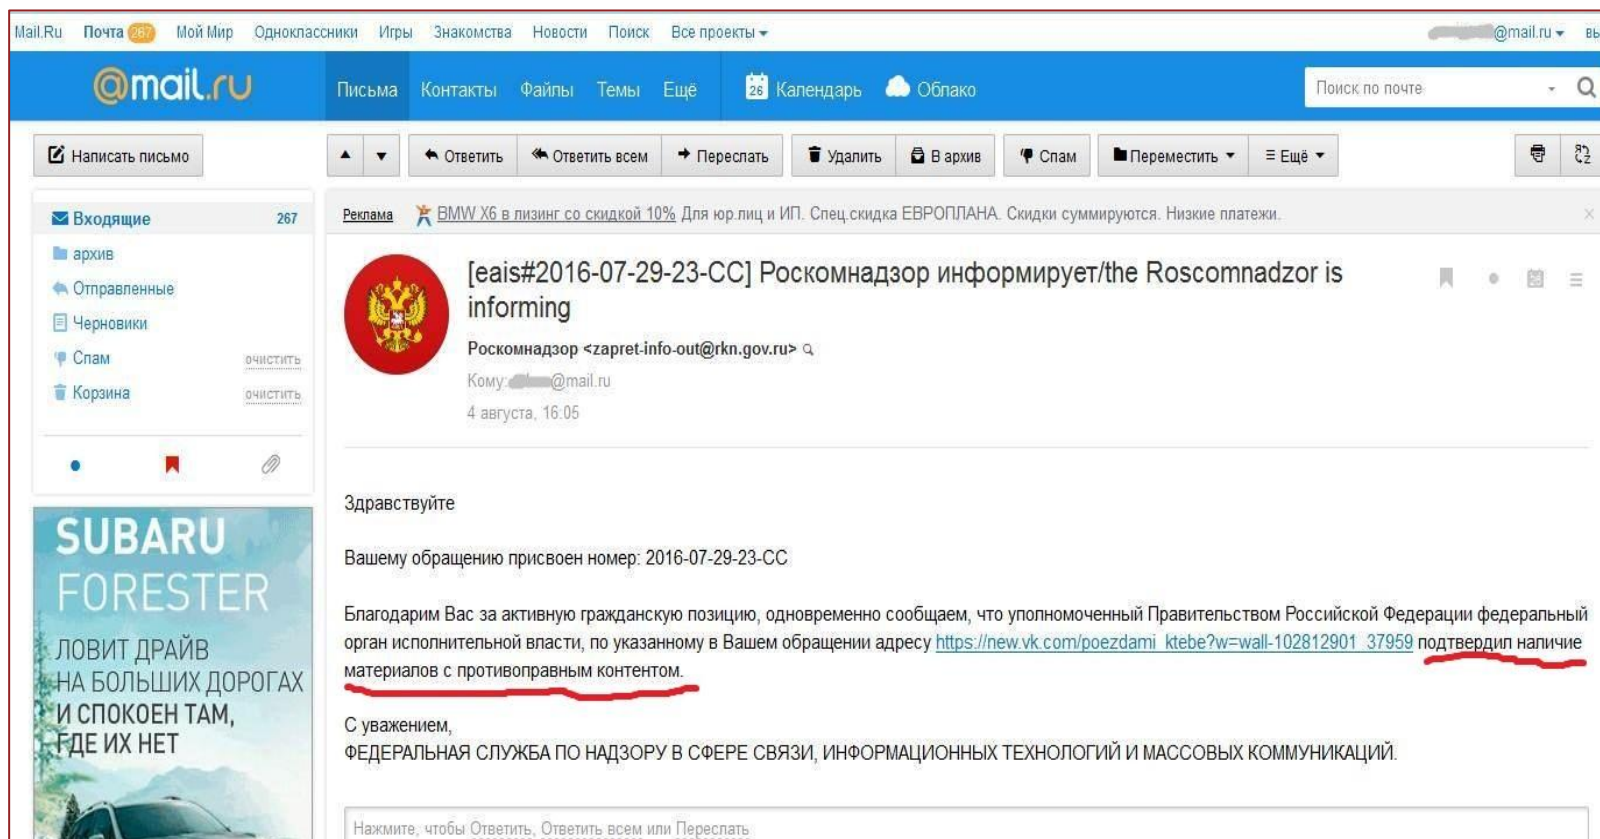 Mail.Ru Почта 267 Мой Мир Одноклассники Игры Знакомства Новости Поиск Все проекты @mail.ru
@mail.ru Письма Контакты Файлы Темы Ещё 26 Календарь Облако Поиск по почте
Написать письмо Ответить Ответить всем Переслать Удалить В архив Спам Переместить Ещё
Входящие 267
архив
Отправленные
Черновики
Спам очистить
Корзина очистить
Реклама BMW X6 в лизинг со скидкой 10% Для юр.лиц и ИП. Спец.скидка ЕВРОПЛАНА. Скидки суммируются. Низкие платежи.
[eais#2016-07-29-23-CC] Роскомнадзор информирует/the Roscomnadzor is
informing
Роскомнадзор <zapret-info-out@rkn.gov.ru>
Кому: @mail.ru
4 августа, 16:05
Здравствуйте
Вашему обращению присвоен номер: 2016-07-29-23-CC
Благодарим Вас за активную гражданскую позицию, одновременно сообщаем, что уполномоченный Правительством Российской Федерации федеральный
орган исполнительной власти, по указанному в Вашем обращении адресу https://new.vk.com/poezdami_ktebe?w=wall-102812901_37959 подтвердил наличие
материалов с противоправным контентом.
С уважением,
ФЕДЕРАЛЬНАЯ СЛУЖБА ПО НАДЗОРУ В СФЕРЕ СВЯЗИ, ИНФОРМАЦИОННЫХ ТЕХНОЛОГИЙ И МАССОВЫХ КОММУНИКАЦИЙ.
Нажмите, чтобы Ответить, Ответить всем или Переслать
SUBARU
FORESTER
ЛОВИТ ДРАЙВ
НА БОЛЬШИХ ДОРОГАХ
И СПОКОЕН ТАМ,
ГДЕ ИХ НЕТ